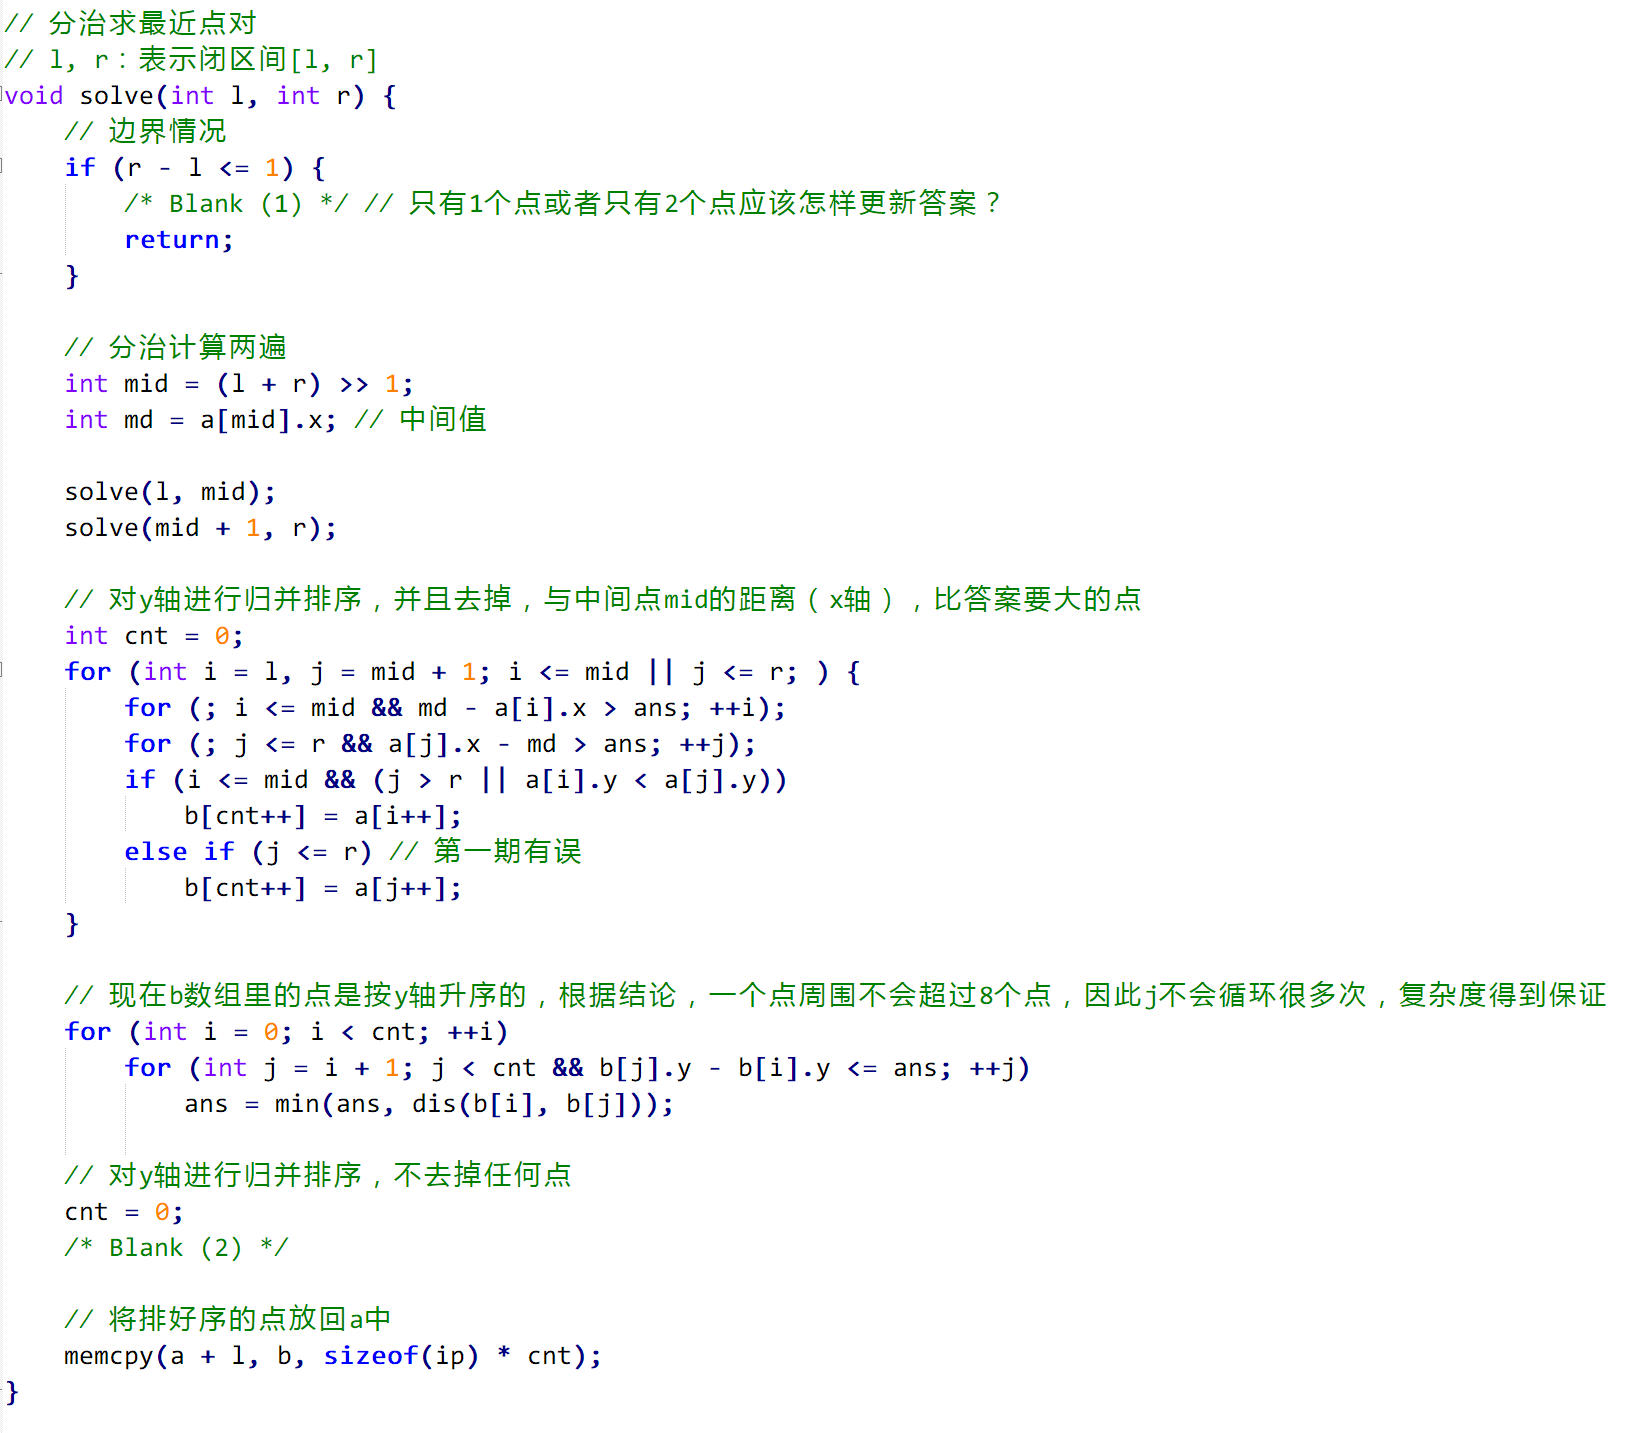 // 分治求最近点对
// l, r：表示闭区间[l, r]
void solve(int l, int r) {
    // 边界情况
    if (r - l <= 1) {
        /* Blank (1) */ // 只有1个点或者只有2个点应该怎样更新答案？
        return;
    }
    // 分治计算两遍
    int mid = (l + r) >> 1;
    int md = a[mid].x; // 中间值
    solve(l, mid);
    solve(mid + 1, r);
    // 对y轴进行归并排序，并且去掉，与中间点mid的距离（x轴），比答案要大的点
    int cnt = 0;
    for (int i = l, j = mid + 1; i <= mid || j <= r; ) {
        for (; i <= mid && md - a[i].x > ans; ++i);
        for (; j <= r && a[j].x - md > ans; ++j);
        if (i <= mid && (j > r || a[i].y < a[j].y))
            b[cnt++] = a[i++];
        else if (j <= r) // 第一期有误
            b[cnt++] = a[j++];
    }
    // 现在b数组里的点是按y轴升序的，根据结论，一个点周围不会超过8个点，因此j不会循环很多次，复杂度得到保证
    for (int i = 0; i < cnt; ++i)
        for (int j = i + 1; j < cnt && b[j].y - b[i].y <= ans; ++j)
            ans = min(ans, dis(b[i], b[j]));
    // 对y轴进行归并排序，不去掉任何点
    cnt = 0;
    /* Blank (2) */
    // 将排好序的点放回a中
    memcpy(a + l, b, sizeof(ip) * cnt);
}